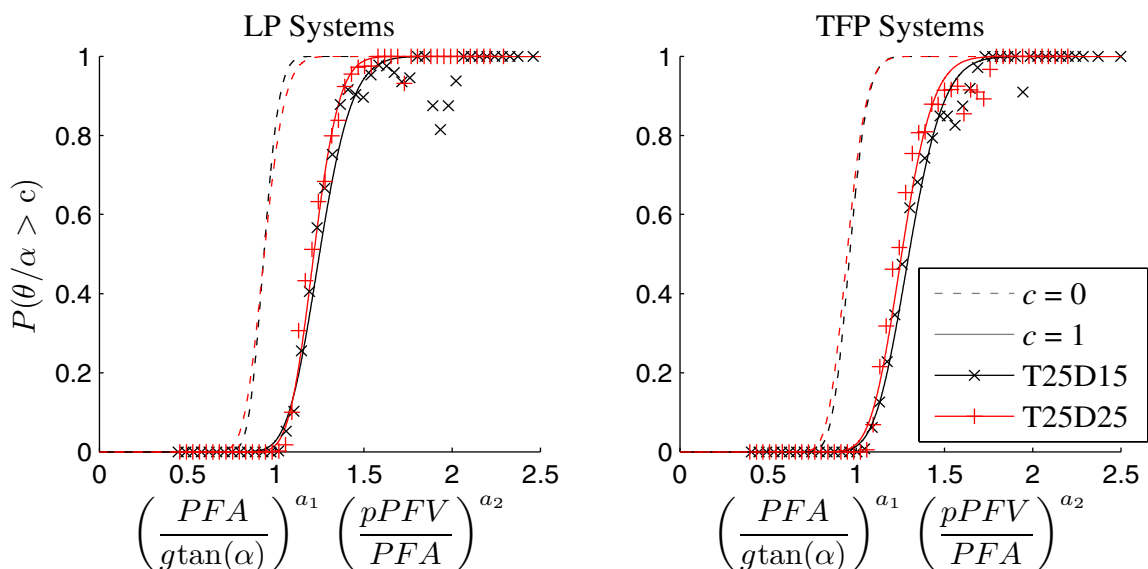 LP Systems
TFP Systems
P(θ/α > c)
1
0.8
0.6
0.4
0.2
0
0 0.5 1 1.5 2 2.5
(PFA/gtan(α))^a₁ (pPFV/PFA)^a₂
1
0.8
0.6
0.4
0.2
0
0 0.5 1 1.5 2 2.5
(PFA/gtan(α))^a₁ (pPFV/PFA)^a₂
c = 0
c = 1
T25D15
T25D25